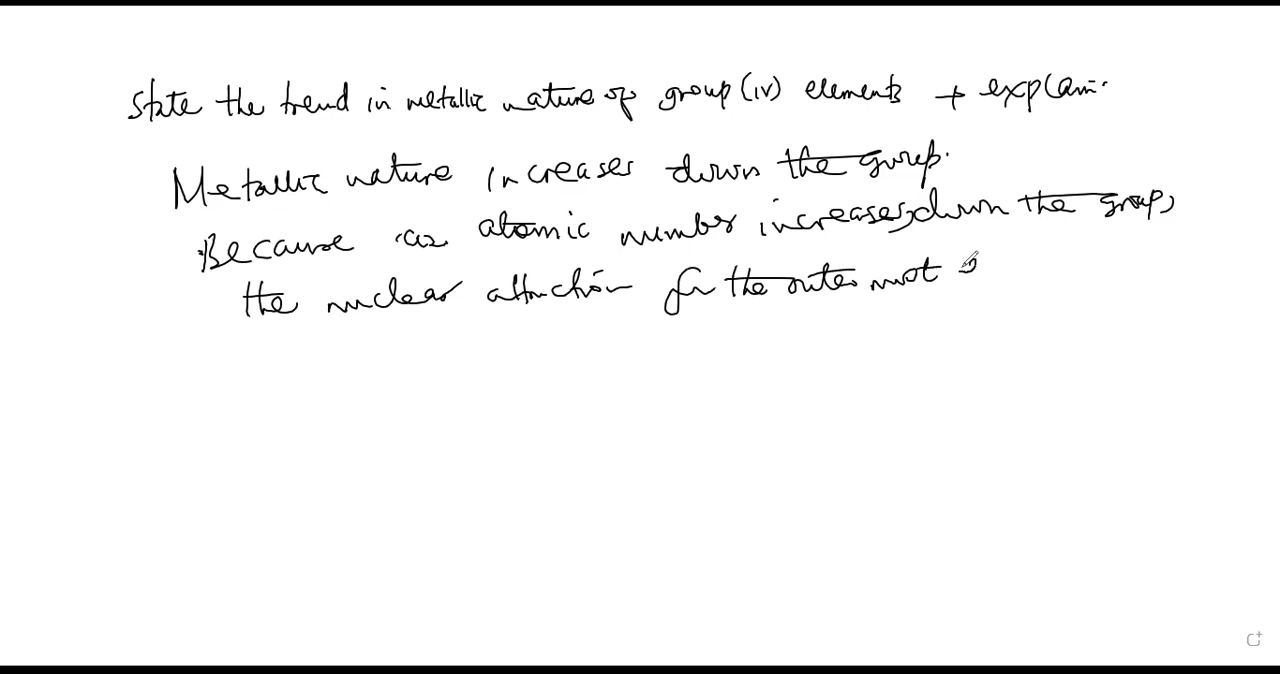 State the trend in metallic nature of group (iv) elements + explain.
Metallic nature increases down the group.
Because as atomic number increases, down the group,
the nuclear attraction for the outer most